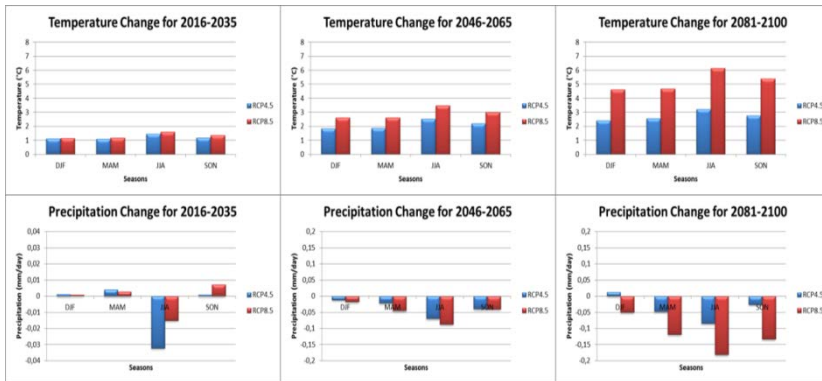 Temperature Change for 2016-2035
Temperature (°C)
8
7
6
5
4
3
2
1
0
DJF MAM JJA SON
Seasons
RCP4.5
RCP8.5
Temperature Change for 2046-2065
Temperature (°C)
8
7
6
5
4
3
2
1
0
DJF MAM JJA SON
Seasons
RCP4.5
RCP8.5
Temperature Change for 2081-2100
Temperature (°C)
8
7
6
5
4
3
2
1
0
DJF MAM JJA SON
Seasons
RCP4.5
RCP8.5
Precipitation Change for 2016-2035
Precipitation (mm/day)
0,04
0,03
0,02
0,01
0
-0,01
-0,02
-0,03
-0,04
DJF MAM JJA SON
Seasons
RCP4.5
RCP8.5
Precipitation Change for 2046-2065
Precipitation (mm/day)
0,2
0,15
0,1
0,05
0
-0,05
-0,1
-0,15
-0,2
DJF MAM JJA SON
Seasons
RCP4.5
RCP8.5
Precipitation Change for 2081-2100
Precipitation (mm/day)
0,2
0,15
0,1
0,05
0
-0,05
-0,1
-0,15
-0,2
DJF MAM JJA SON
Seasons
RCP4.5
RCP8.5